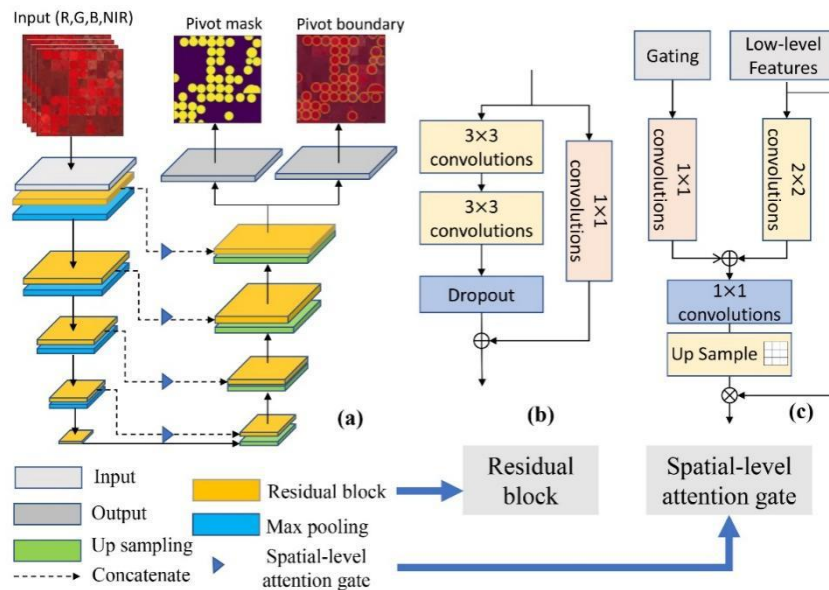 Input (R,G,B,NIR)
Pivot mask
Pivot boundary
(a)
3×3
convolutions
3×3
convolutions
Dropout
1×1
convolutions
(b)
Gating
Low-level
Features
1×1
convolutions
2×2
convolutions
1×1
convolutions
Up Sample
(c)
Input
Output
Up sampling
Concatenate
Residual block
Max pooling
Spatial-level
attention gate
Residual
block
Spatial-level
attention gate